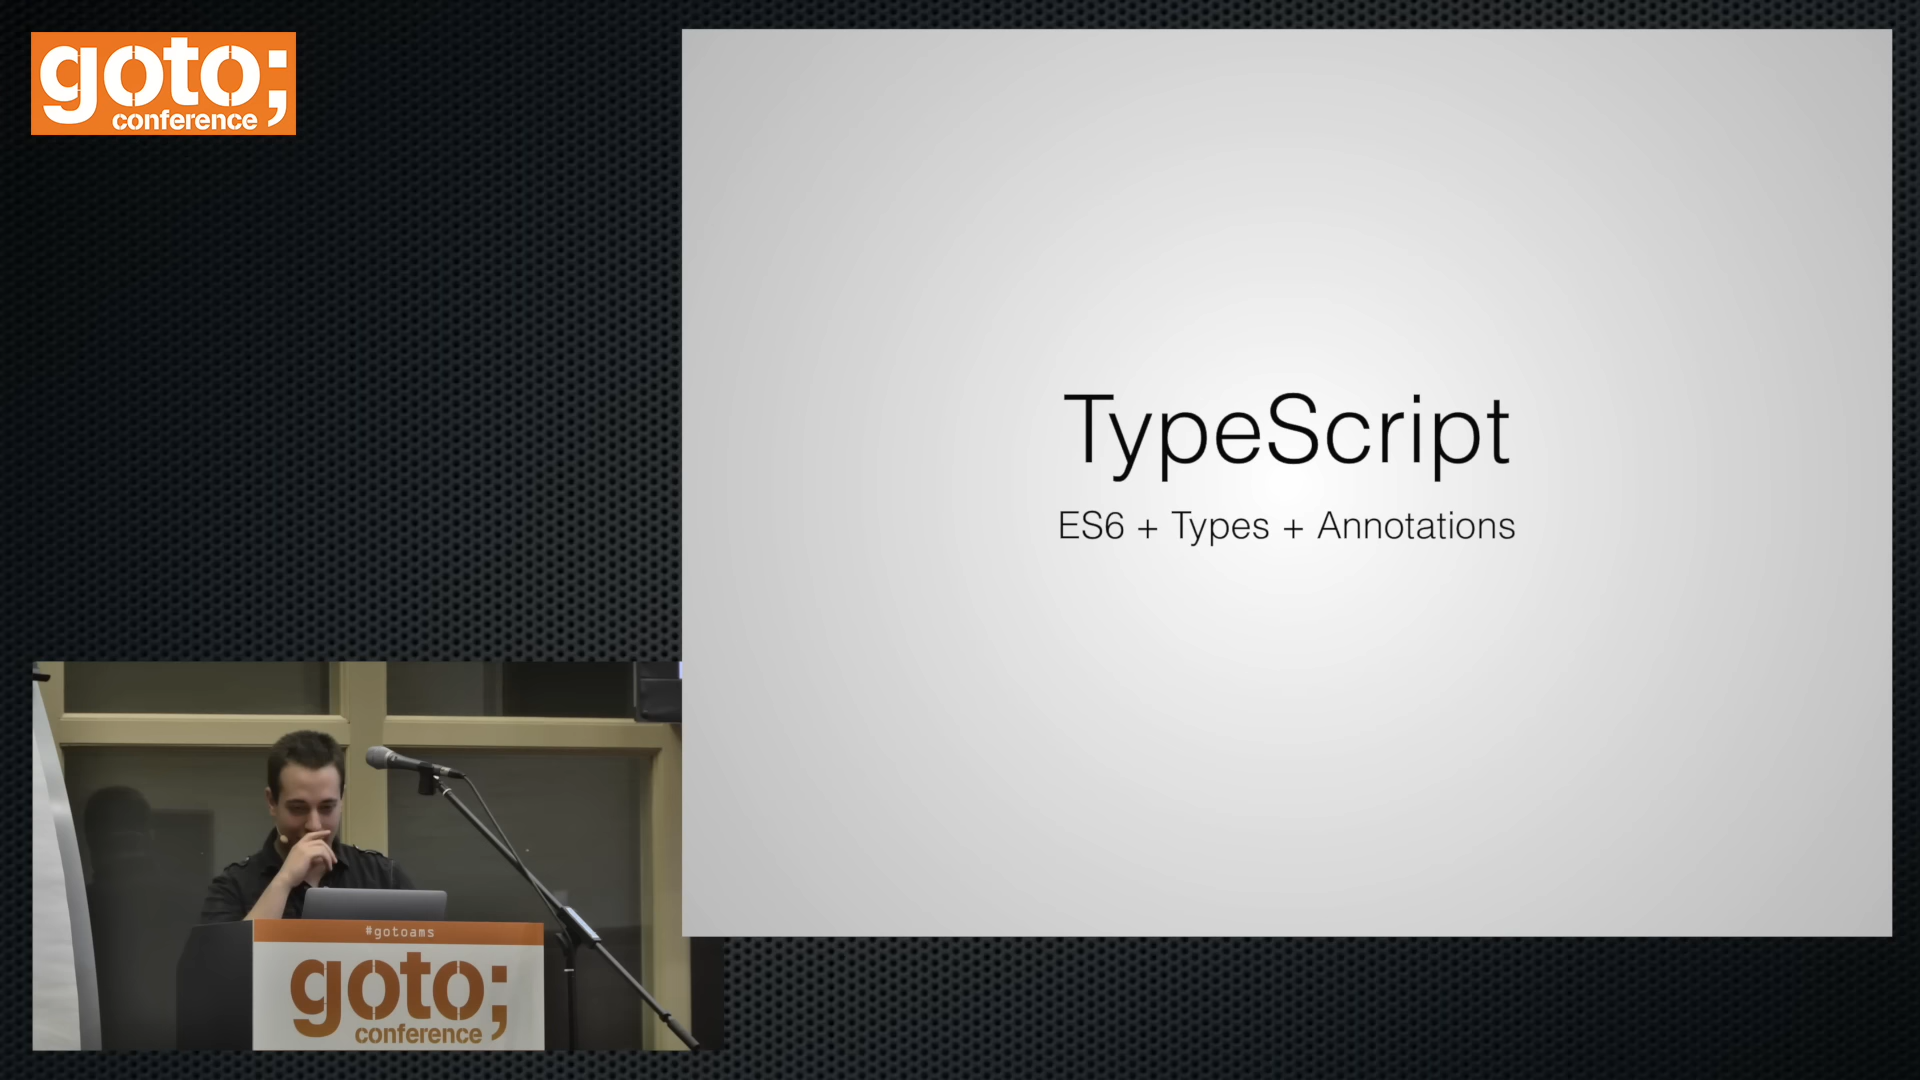 goto;
conference
TypeScript
ES6 + Types + Annotations
#gotoams
goto;
conference